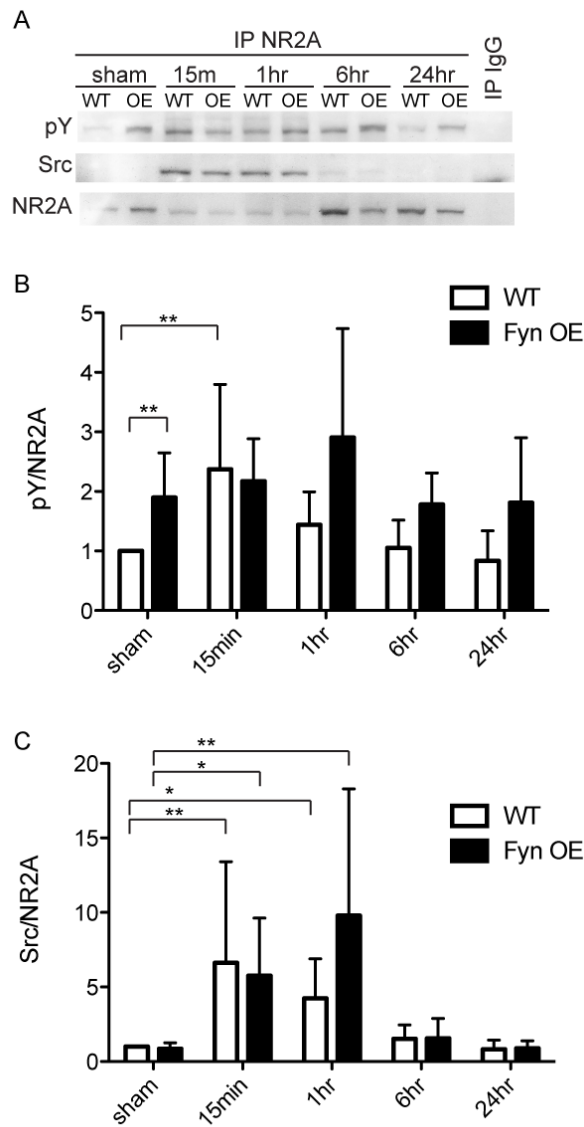 A
IP NR2A
sham 15m 1hr 6hr 24hr IP IgG
WT OE WT OE WT OE WT OE WT OE
pY
Src
NR2A
B
pY/NR2A
5
4
3
2
1
0
**
**
WT
Fyn OE
sham 15min 1hr 6hr 24hr
C
Src/NR2A
20
15
10
5
0
**
*
*
**
WT
Fyn OE
sham 15min 1hr 6hr 24hr